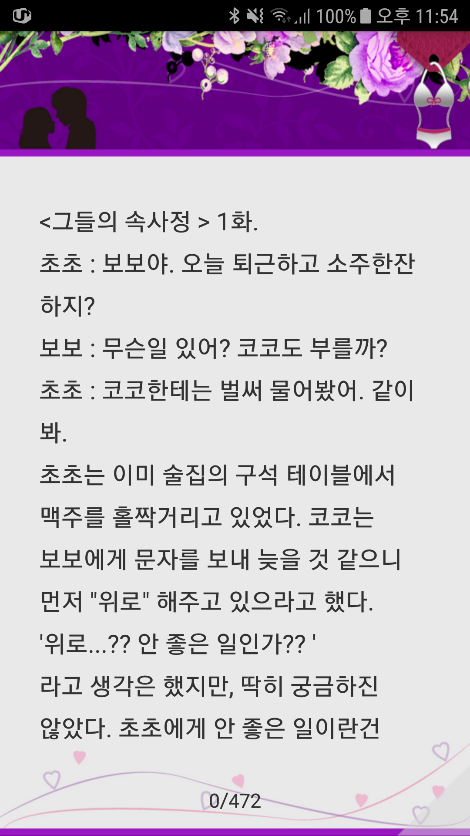 100% 오후 11:54
<그들의 속사정 > 1화.
초초 : 보보야. 오늘 퇴근하고 소주한잔
하지?
보보 : 무슨일 있어? 코코도 부를까?
초초 : 코코한테는 벌써 물어봤어. 같이
봐.
초초는 이미 술집의 구석 테이블에서
맥주를 홀짝거리고 있었다. 코코는
보보에게 문자를 보내 늦을 것 같으니
먼저 "위로" 해주고 있으라고 했다.
'위로...?? 안 좋은 일인가?? '
라고 생각은 했지만, 딱히 궁금하진
않았다. 초초에게 안 좋은 일이란건
0/472